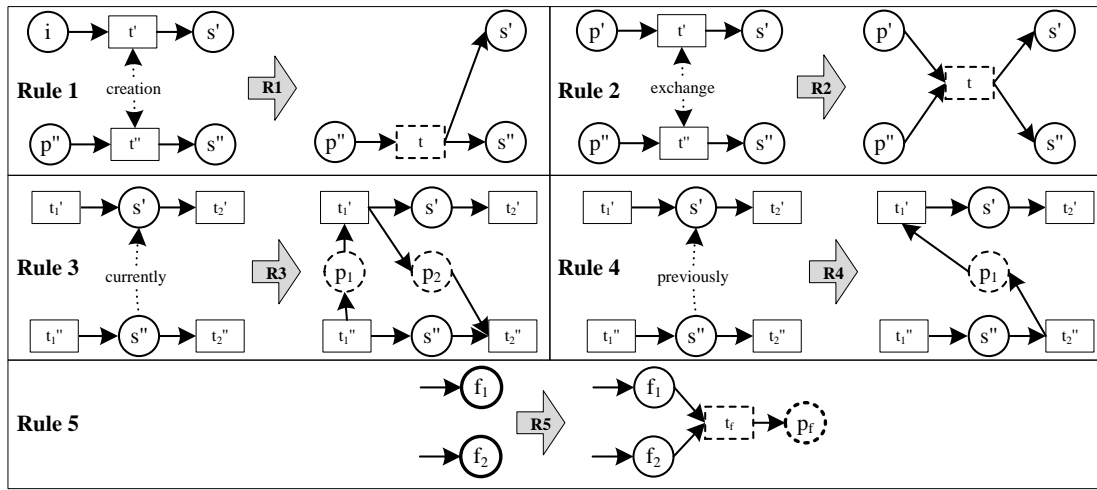 i t' s' s'
Rule 1 creation R1
p'' t'' s'' p'' t s''
p' t' s' p' s'
Rule 2 exchange R2 t
p'' t'' s'' p'' s''
t₁' s' t₂' t₁' s' t₂'
Rule 3 currently R3 p₁ p₂
t₁'' s'' t₂'' t₁'' s'' t₂''
t₁' s' t₂' t₁' s' t₂'
Rule 4 previously R4 p₁
t₁'' s'' t₂'' t₁'' s'' t₂''
f₁ f₁
Rule 5 R5 t_f p_f
f₂ f₂